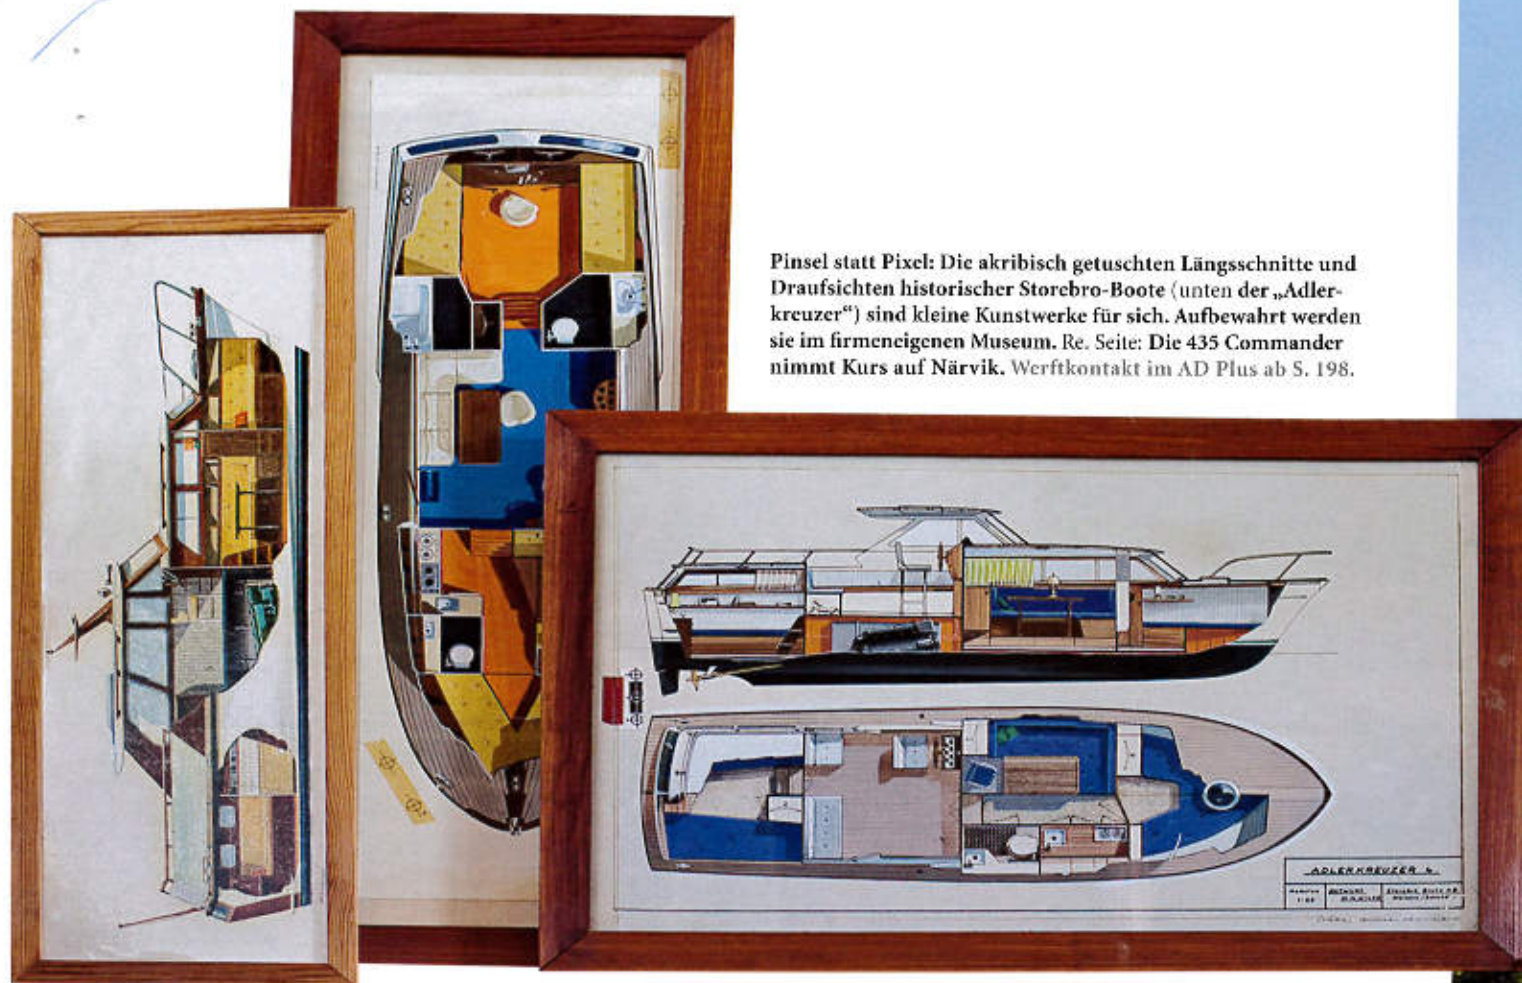 Pinsel statt Pixel: Die akribisch getuschten Längsschnitte und
Draufsichten historischer Storebro-Boote (unten der „Adler-
kreuzer“) sind kleine Kunstwerke für sich. Aufbewahrt werden
sie im firmeneigenen Museum. Re. Seite: Die 435 Commander
nimmt Kurs auf Närvik. Werftkontakt im AD Plus ab S. 198.
ADLERKREUZER